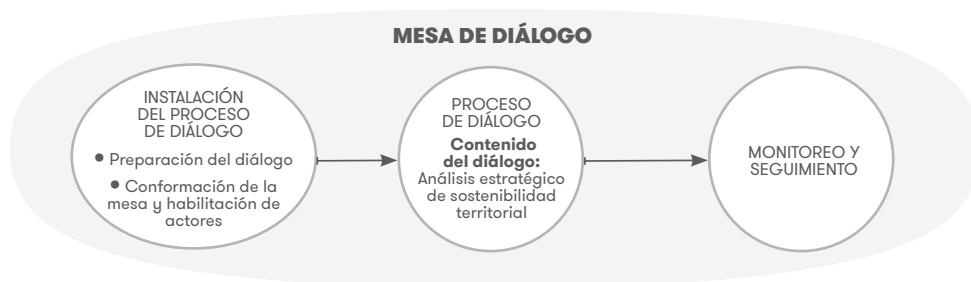 MESA DE DIÁLOGO
INSTALACIÓN
DEL PROCESO
DE DIÁLOGO
• Preparación del diálogo
• Conformación de la
mesa y habilitación de
actores
PROCESO
DE DIÁLOGO
Contenido
del diálogo:
Análisis estratégico
de sostenibilidad
territorial
MONITOREO Y
SEGUIMIENTO